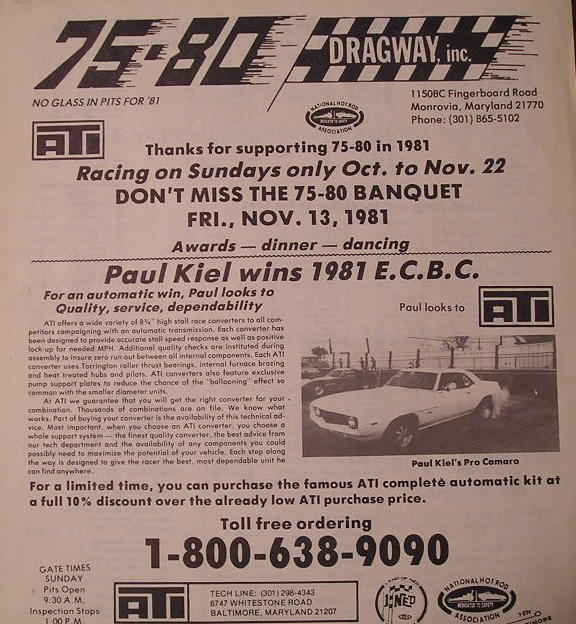 75·80 DRAGWAY, inc.
NO GLASS IN PITS FOR '81
11508C Fingerboard Road
Monrovia, Maryland 21770
Phone: (301) 865-5102
NATIONAL HOT ROD
DEDICATED TO SAFETY
ASSOCIATION
ATI
Thanks for supporting 75-80 in 1981
Racing on Sundays only Oct. to Nov. 22
DON'T MISS THE 75-80 BANQUET
FRI., NOV. 13, 1981
Awards — dinner — dancing
Paul Kiel wins 1981 E.C.B.C.
For an automatic win, Paul looks to
Quality, service, dependability
ATI offers a wide variety of 8¾" high stall race converters to all com-
petitors campaigning with an automatic transmission. Each converter has
been designed to provide accurate stall speed response as well as positive
lock-up for needed MPH. Additional quality checks are instituted during
assembly to insure zero run out between all internal components. Each ATI
converter uses Torrington roller thrust bearings, internal furnace brazing
and heat treated hubs and pilots. ATI converters also feature exclusive
pump support plates to reduce the chance of the "ballooning" effect so
common with the smaller diameter units.
At ATI we guarantee that you will get the right converter for your
combination. Thousands of combinations are on file. We know what
works. Part of buying your converter is the availability of this technical ad-
vice. Most important, when you choose an ATI converter, you choose a
whole support system — the finest quality converter, the best advice from
our tech department and the availability of any components you could
possibly need to maximize the potential of your vehicle. Each step along
the way is designed to give the racer the best, most dependable unit he
can find anywhere.
Paul looks to
ATI
Paul Kiel's Pro Camaro
For a limited time, you can purchase the famous ATI complete automatic kit at
a full 10% discount over the already low ATI purchase price.
Toll free ordering
1-800-638-9090
GATE TIMES
SUNDAY
Pits Open
9:30 A.M.
Inspection Stops
1:00 P.M.
ATI
TECH LINE: (301) 298-4343
6747 WHITESTONE ROAD
BALTIMORE, MARYLAND 21207
NATIONAL HOT ROD
DEDICATED TO SAFETY
ASSOCIATION